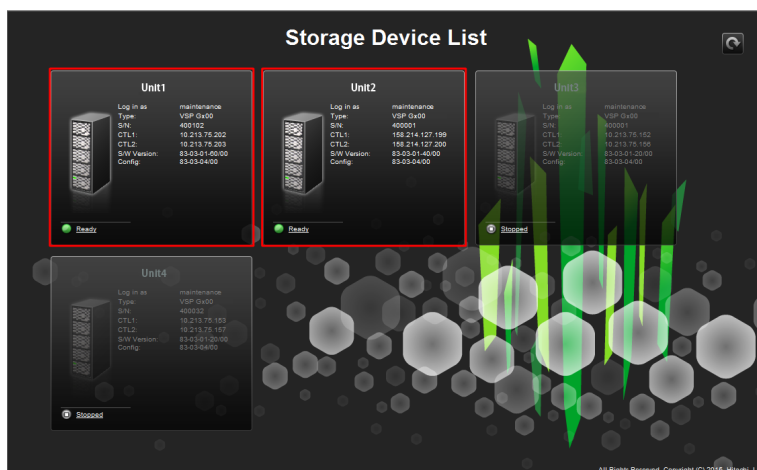 Storage Device List
Unit1
Log in as maintenance
Type: VSP Gx00
S/N: 400102
CTL1: 10.213.75.202
CTL2: 10.213.75.203
S/W Version: 83-03-01-60/00
Config: 83-03-04/00
Ready
Unit2
Log in as maintenance
Type: VSP Gx00
S/N: 400001
CTL1: 158.214.127.199
CTL2: 158.214.127.200
S/W Version: 83-03-01-40/00
Config: 83-03-04/00
Ready
Unit3
Log in as maintenance
Type: VSP Gx00
S/N: 400001
CTL1: 10.213.75.152
CTL2: 10.213.75.156
S/W Version: 83-03-01-20/00
Config: 83-03-04/00
Stopped
Unit4
Log in as maintenance
Type: VSP Gx00
S/N: 400032
CTL1: 10.213.75.153
CTL2: 10.213.75.157
S/W Version: 83-03-01-20/00
Config: 83-03-04/00
Stopped
All Rights Reserved, Copyright (C) 2015, Hitachi,